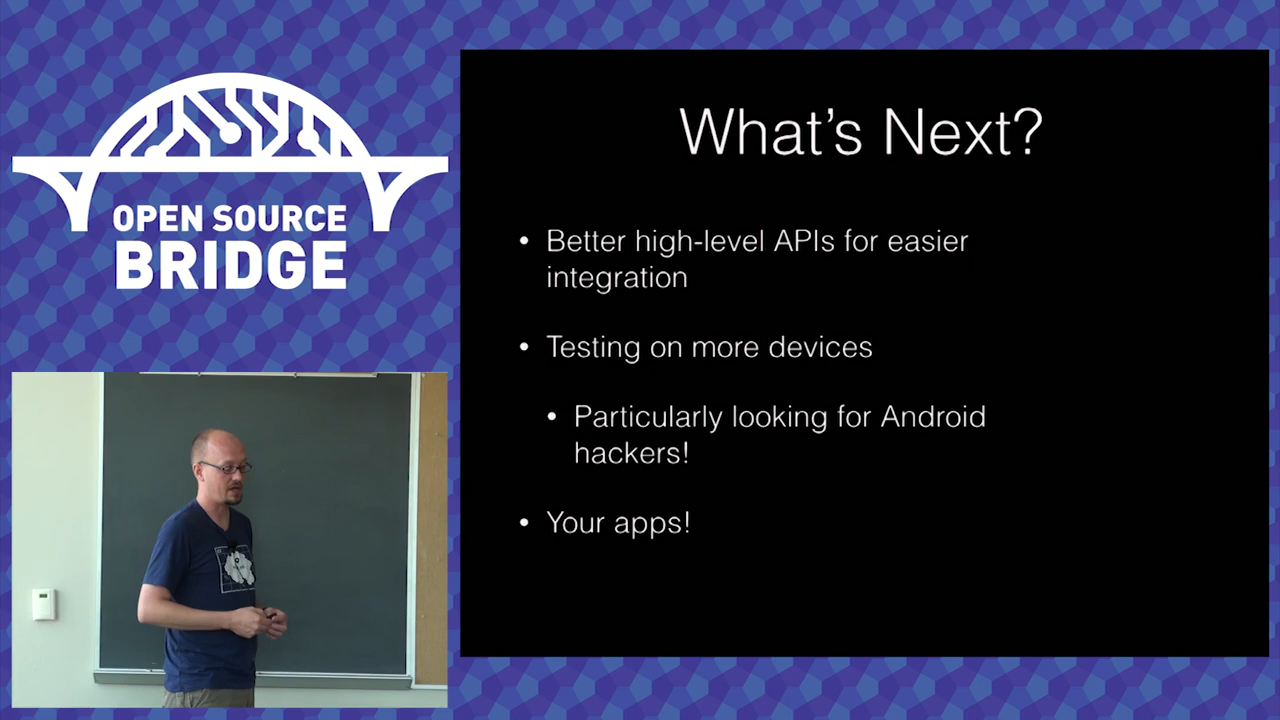 OPEN SOURCE
BRIDGE
What's Next?
• Better high-level APIs for easier
integration
• Testing on more devices
• Particularly looking for Android
hackers!
• Your apps!